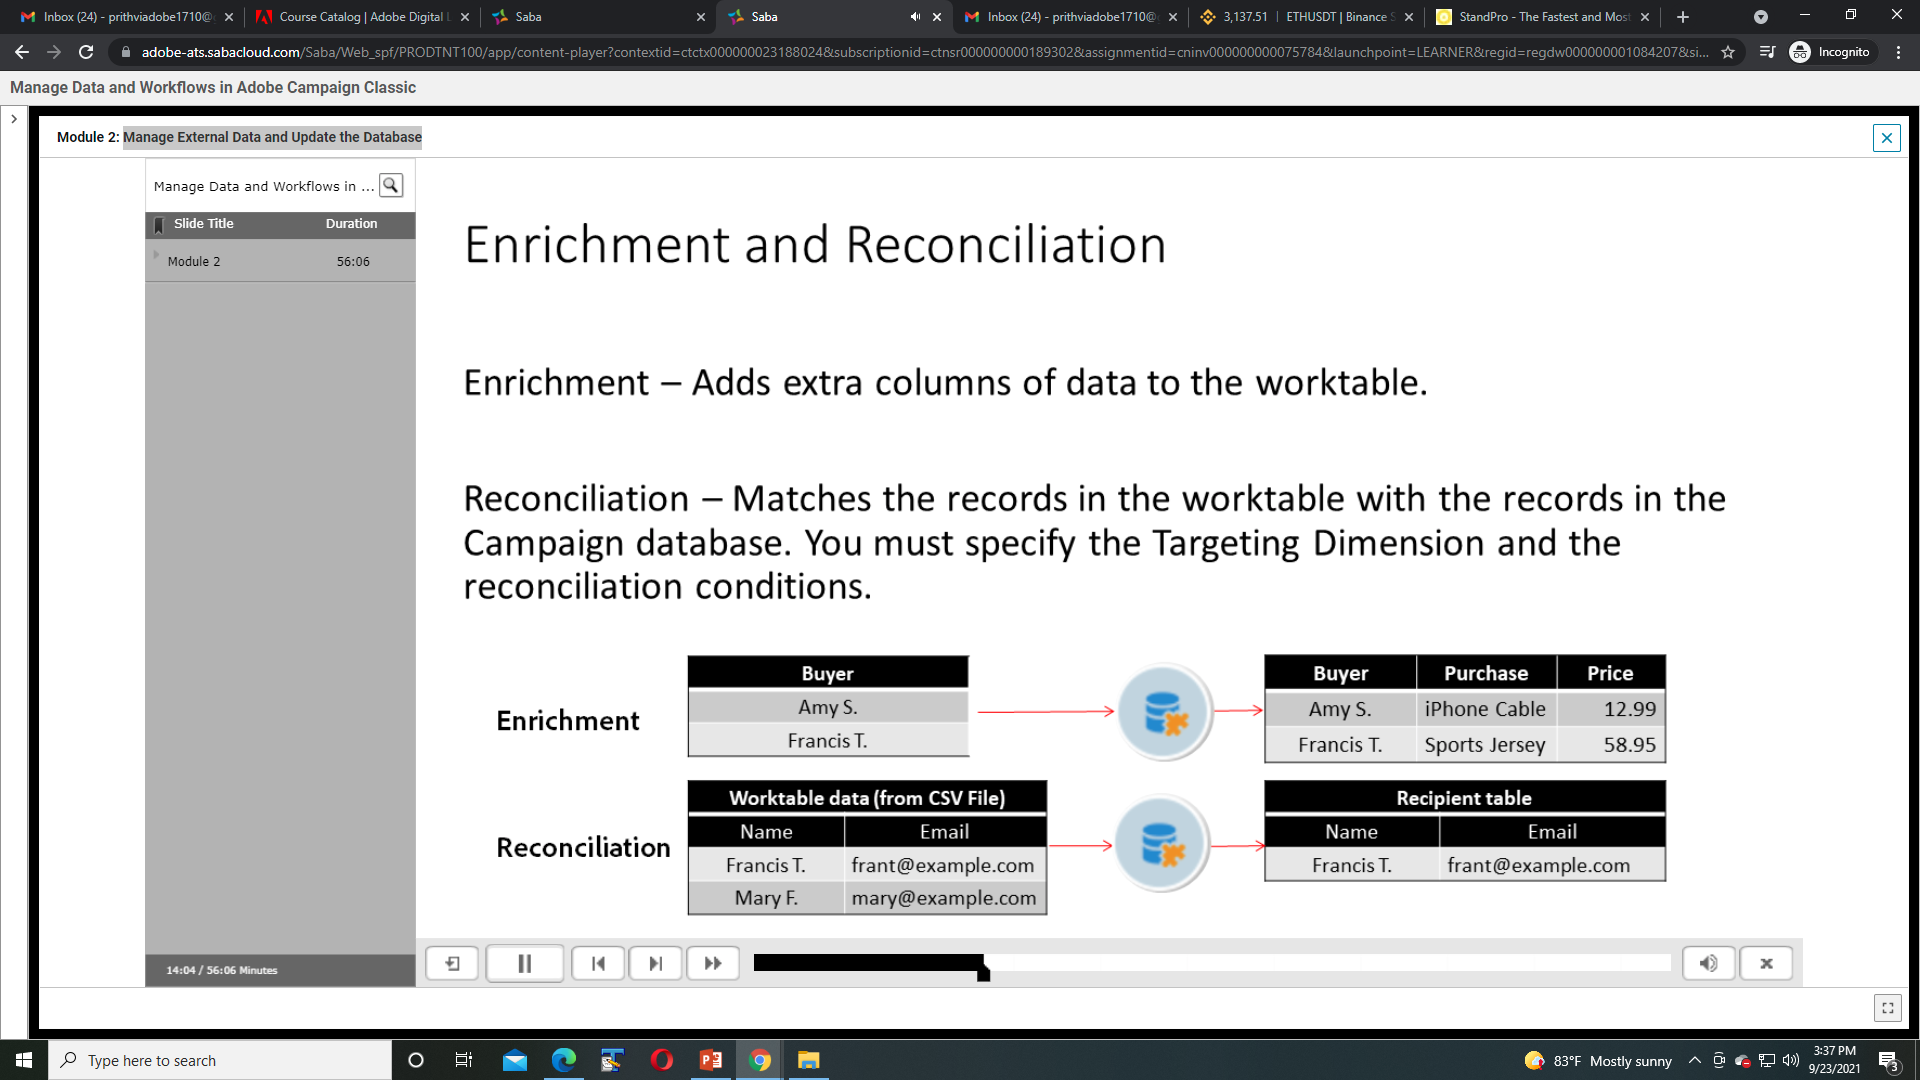 Inbox (24) - prithviadobe1710@
Course Catalog | Adobe Digital L
Saba
Saba
Inbox (24) - prithviadobe1710@
3,137.51 | ETHUSDT | Binance S
StandPro - The Fastest and Most
adobe-ats.sabacloud.com/Saba/Web_spf/PRODTNT100/app/content-player?contextid=ctctx000000023188024&subscriptionid=ctnsr0000000000189302&assignmentid=cninv000000000075784&launchpoint=LEARNER&regid=regdw000000001084207&si...
Incognito
Manage Data and Workflows in Adobe Campaign Classic
Module 2: Manage External Data and Update the Database
Manage Data and Workflows in ...
Slide Title Duration
Module 2 56:06
Enrichment and Reconciliation
Enrichment – Adds extra columns of data to the worktable.
Reconciliation – Matches the records in the worktable with the records in the
Campaign database. You must specify the Targeting Dimension and the
reconciliation conditions.
Enrichment
Buyer
Amy S.
Francis T.
Buyer Purchase Price
Amy S. iPhone Cable 12.99
Francis T. Sports Jersey 58.95
Reconciliation
Worktable data (from CSV File)
Name Email
Francis T. frant@example.com
Mary F. mary@example.com
Recipient table
Name Email
Francis T. frant@example.com
14:04 / 56:06 Minutes
Type here to search
83°F Mostly sunny
3:37 PM
9/23/2021
3